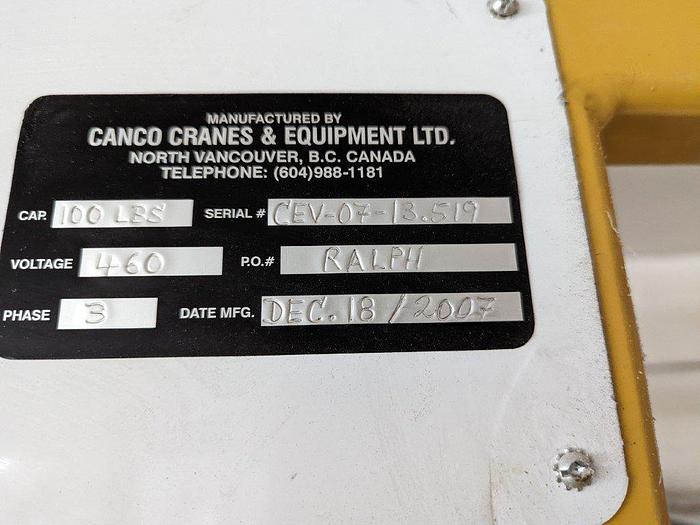 MANUFACTURED BY
CANCO CRANES & EQUIPMENT LTD.
NORTH VANCOUVER, B.C. CANADA
TELEPHONE: (604)988-1181
CAP. 100 LBS SERIAL # CEV-07-13.519
VOLTAGE 460 P.O.# RALPH
PHASE 3 DATE MFG. DEC. 18 / 2007